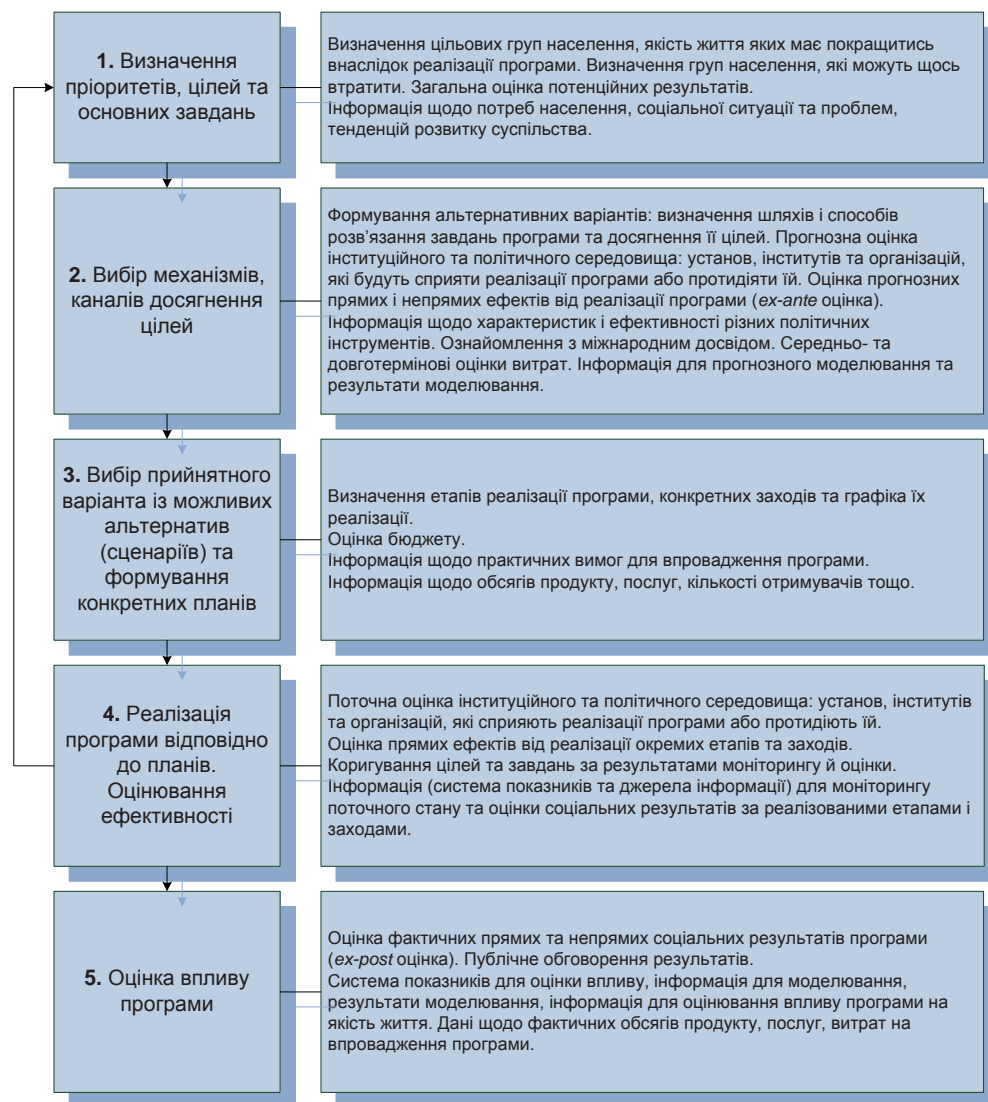 1. Визначення
пріоритетів, цілей та
основних завдань
Визначення цільових груп населення, якість життя яких має покращитись
внаслідок реалізації програми. Визначення груп населення, які можуть щось
втратити. Загальна оцінка потенційних результатів.
Інформація щодо потреб населення, соціальної ситуації та проблем,
тенденцій розвитку суспільства.
2. Вибір механізмів,
каналів досягнення
цілей
Формування альтернативних варіантів: визначення шляхів і способів
розв’язання завдань програми та досягнення її цілей. Прогнозна оцінка
інституційного та політичного середовища: установ, інститутів та організацій,
які будуть сприяти реалізації програми або протидіяти їй. Оцінка прогнозних
прямих і непрямих ефектів від реалізації програми (ex-ante оцінка).
Інформація щодо характеристик і ефективності різних політичних
інструментів. Ознайомлення з міжнародним досвідом. Середньо- та
довготермінові оцінки витрат. Інформація для прогнозного моделювання та
результати моделювання.
3. Вибір прийнятного
варіанта із можливих
альтернатив
(сценаріїв) та
формування
конкретних планів
Визначення етапів реалізації програми, конкретних заходів та графіка їх
реалізації.
Оцінка бюджету.
Інформація щодо практичних вимог для впровадження програми.
Інформація щодо обсягів продукту, послуг, кількості отримувачів тощо.
4. Реалізація
програми відповідно
до планів.
Оцінювання
ефективності
Поточна оцінка інституційного та політичного середовища: установ, інститутів
та організацій, які сприяють реалізації програми або протидіють їй.
Оцінка прямих ефектів від реалізації окремих етапів та заходів.
Коригування цілей та завдань за результатами моніторингу й оцінки.
Інформація (система показників та джерела інформації) для моніторингу
поточного стану та оцінки соціальних результатів за реалізованими етапами і
заходами.
5. Оцінка впливу
програми
Оцінка фактичних прямих та непрямих соціальних результатів програми
(ex-post оцінка). Публічне обговорення результатів.
Система показників для оцінки впливу, інформація для моделювання,
результати моделювання, інформація для оцінювання впливу програми на
якість життя. Дані щодо фактичних обсягів продукту, послуг, витрат на
впровадження програми.